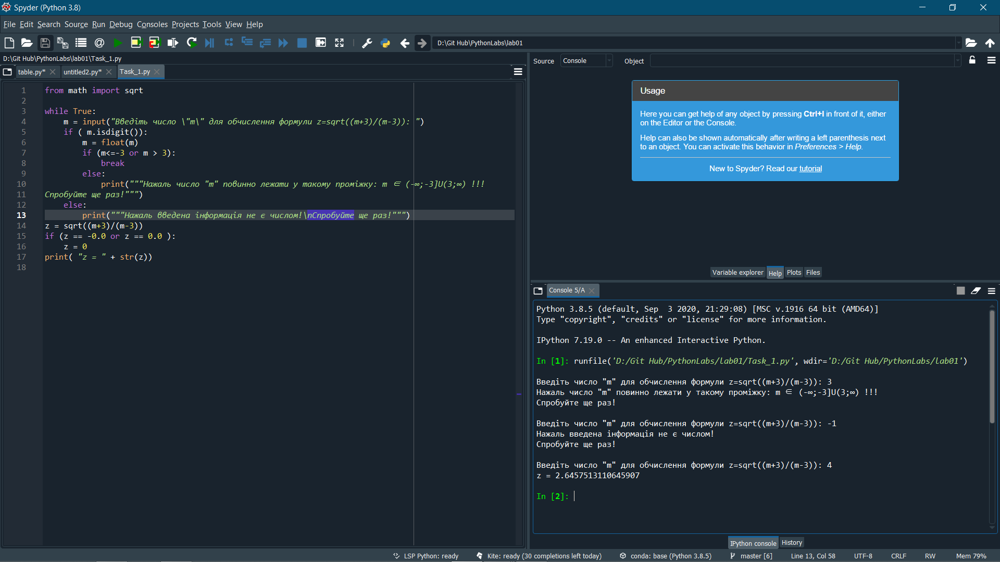 Spyder (Python 3.8)
File Edit Search Source Run Debug Consoles Projects Tools View Help
D:\Git Hub\PythonLabs\lab01
D:\Git Hub\PythonLabs\lab01\Task_1.py
table.py* untitled2.py* Task_1.py
1 from math import sqrt
2
3 while True:
4 m = input("Введіть число \"m\" для обчислення формули z=sqrt((m+3)/(m-3)): ")
5 if ( m.isdigit()):
6 m = float(m)
7 if (m<=-3 or m > 3):
8 break
9 else:
10 print("""Нажаль число "m" повинно лежати у такому проміжку: m ∈ (-∞;-3]U(3;∞) !!!
11 Спробуйте ще раз!""")
12 else:
13 print("""Нажаль введена інформація не є числом!\nСпробуйте ще раз!""")
14 z = sqrt((m+3)/(m-3))
15 if (z == -0.0 or z == 0.0 ):
16 z = 0
17 print( "z = " + str(z))
18
Source Console Object
Usage
Here you can get help of any object by pressing Ctrl+I in front of it, either
on the Editor or the Console.
Help can also be shown automatically after writing a left parenthesis next
to an object. You can activate this behavior in Preferences > Help.
New to Spyder? Read our tutorial
Variable explorer Help Plots Files
Console 5/A
Python 3.8.5 (default, Sep  3 2020, 21:29:08) [MSC v.1916 64 bit (AMD64)]
Type "copyright", "credits" or "license" for more information.
IPython 7.19.0 -- An enhanced Interactive Python.
In [1]: runfile('D:/Git Hub/PythonLabs/lab01/Task_1.py', wdir='D:/Git Hub/PythonLabs/lab01')
Введіть число "m" для обчислення формули z=sqrt((m+3)/(m-3)): 3
Нажаль число "m" повинно лежати у такому проміжку: m ∈ (-∞;-3]U(3;∞) !!!
Спробуйте ще раз!
Введіть число "m" для обчислення формули z=sqrt((m+3)/(m-3)): -1
Нажаль введена інформація не є числом!
Спробуйте ще раз!
Введіть число "m" для обчислення формули z=sqrt((m+3)/(m-3)): 4
z = 2.6457513110645907
In [2]:
IPython console History
LSP Python: ready Kite: ready (30 completions left today) conda: base (Python 3.8.5) master [6] Line 13, Col 58 UTF-8 CRLF RW Mem 79%